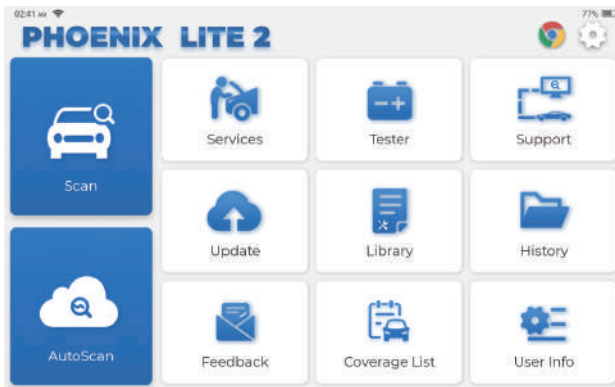 02:41 AM 77%
PHOENIX LITE 2
Services Tester Support
Scan
Update Library History
AutoScan
Feedback Coverage List User Info